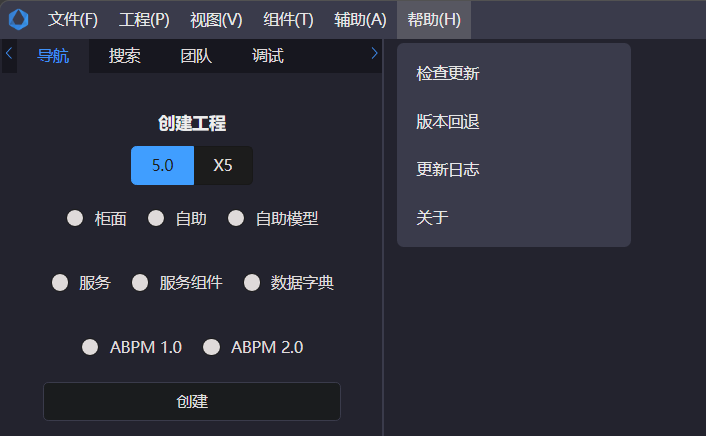 文件(F) 工程(P) 视图(V) 组件(T) 辅助(A) 帮助(H)
导航 搜索 团队 调试
创建工程
5.0 X5
柜面 自助 自助模型
服务 服务组件 数据字典
ABPM 1.0 ABPM 2.0
创建
检查更新
版本回退
更新日志
关于